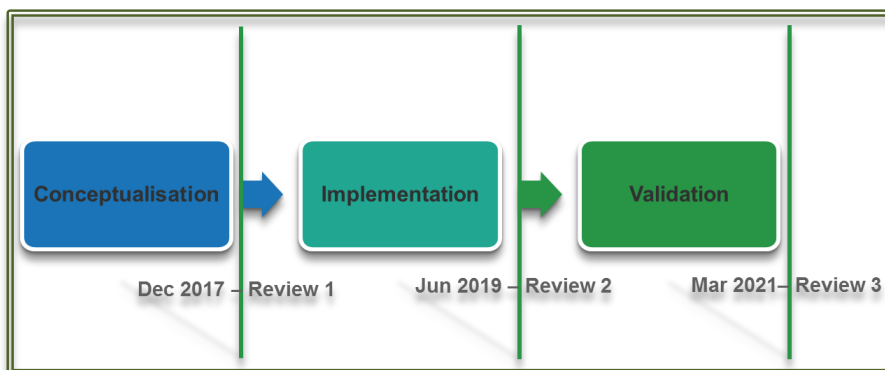 Conceptualisation
Implementation
Validation
Dec 2017 – Review 1
Jun 2019 – Review 2
Mar 2021– Review 3